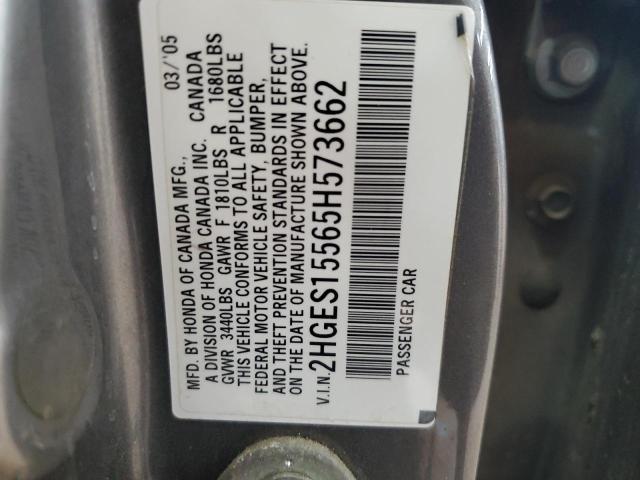 MFD. BY HONDA OF CANADA MFG., 03/'05
A DIVISION OF HONDA CANADA INC. CANADA
GVWR 3440LBS GAWR F 1810LBS R 1680LBS
THIS VEHICLE CONFORMS TO ALL APPLICABLE
FEDERAL MOTOR VEHICLE SAFETY, BUMPER,
AND THEFT PREVENTION STANDARDS IN EFFECT
ON THE DATE OF MANUFACTURE SHOWN ABOVE.
V.I.N. 2HGES15565H573662
PASSENGER CAR